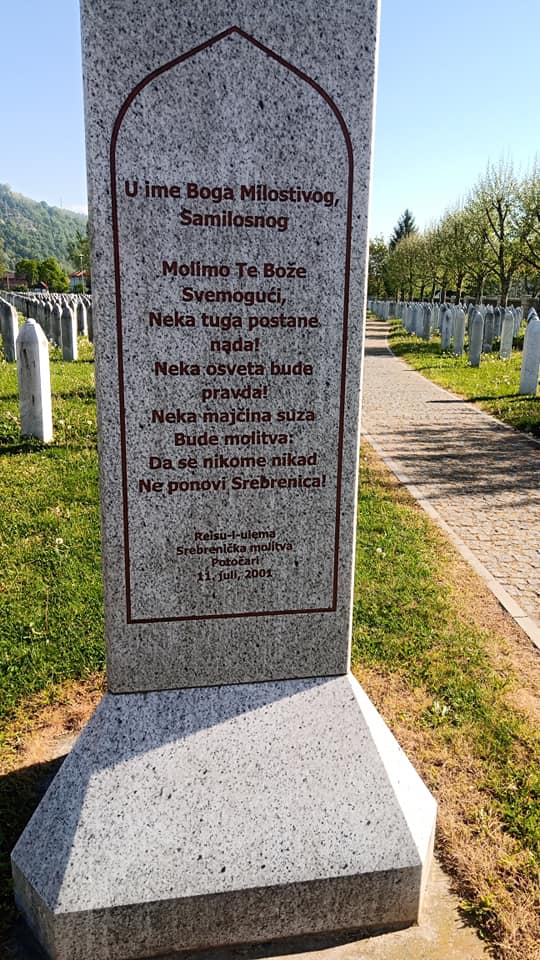 U ime Boga Milostivog,
Samilosnog
Molimo Te Bože
Svemogući,
Neka tuga postane
nada!
Neka osveta bude
pravda!
Neka majčina suza
Bude molitva:
Da se nikome nikad
Ne ponovi Srebrenica!
Reisu-l-ulema
Srebrenička molitva
Potočari
11. juli, 2001